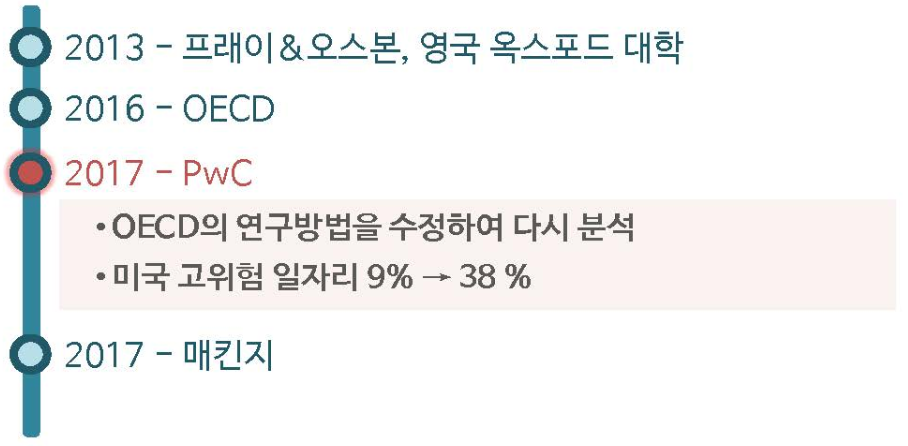 2013 – 프래이&오스본, 영국 옥스포드 대학
2016 – OECD
2017 – PwC
• OECD의 연구방법을 수정하여 다시 분석
• 미국 고위험 일자리 9% → 38 %
2017 – 매킨지